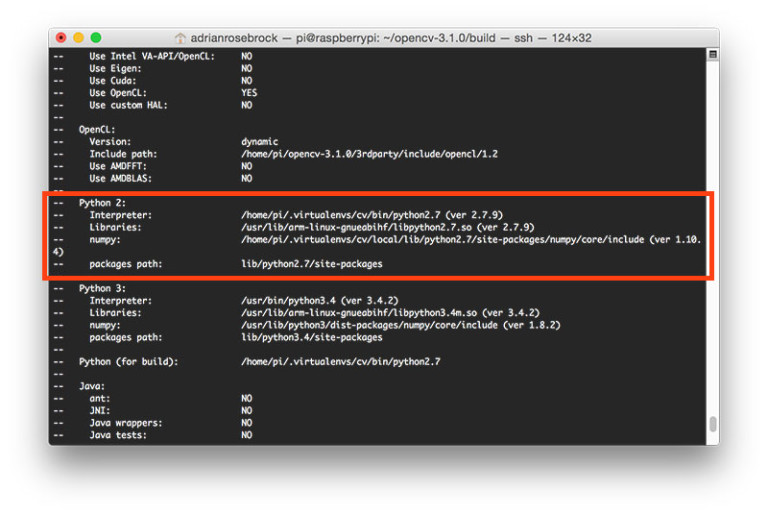 adrianrosebrock — pi@raspberrypi: ~/opencv-3.1.0/build — ssh — 124×32
--     Use Intel VA-API/OpenCL:     NO
--     Use Eigen:                   NO
--     Use Cuda:                    NO
--     Use OpenCL:                  YES
--     Use custom HAL:              NO
--
--   OpenCL:
--     Version:                     dynamic
--     Include path:                /home/pi/opencv-3.1.0/3rdparty/include/opencl/1.2
--     Use AMDFFT:                  NO
--     Use AMDBLAS:                 NO
--
--   Python 2:
--     Interpreter:                 /home/pi/.virtualenvs/cv/bin/python2.7 (ver 2.7.9)
--     Libraries:                   /usr/lib/arm-linux-gnueabihf/libpython2.7.so (ver 2.7.9)
--     numpy:                       /home/pi/.virtualenvs/cv/local/lib/python2.7/site-packages/numpy/core/include (ver 1.10.
4)
--     packages path:               lib/python2.7/site-packages
--
--   Python 3:
--     Interpreter:                 /usr/bin/python3.4 (ver 3.4.2)
--     Libraries:                   /usr/lib/arm-linux-gnueabihf/libpython3.4m.so (ver 3.4.2)
--     numpy:                       /usr/lib/python3/dist-packages/numpy/core/include (ver 1.8.2)
--     packages path:               lib/python3.4/site-packages
--
--   Python (for build):            /home/pi/.virtualenvs/cv/bin/python2.7
--
--   Java:
--     ant:                         NO
--     JNI:                         NO
--     Java wrappers:               NO
--     Java tests:                  NO